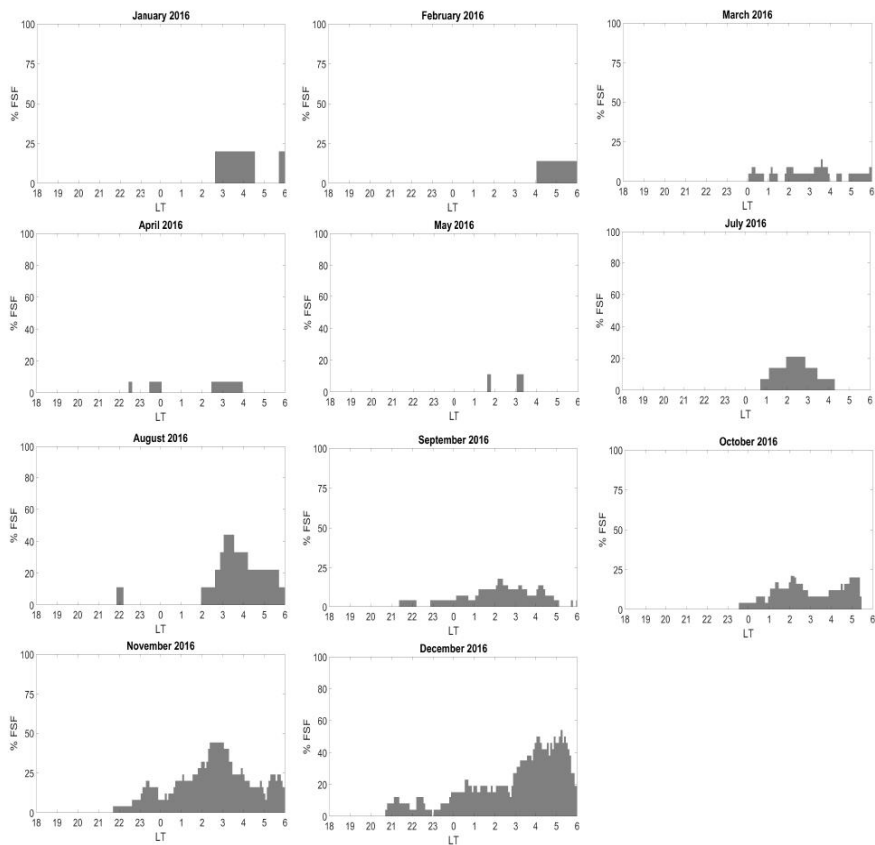 January 2016
% FSF
100
75
50
25
0
18 19 20 21 22 23 0 1 2 3 4 5 6
LT
February 2016
% FSF
100
75
50
25
0
18 19 20 21 22 23 0 1 2 3 4 5 6
LT
March 2016
% FSF
100
75
50
25
0
18 19 20 21 22 23 0 1 2 3 4 5 6
LT
April 2016
% FSF
100
80
60
40
20
0
18 19 20 21 22 23 0 1 2 3 4 5 6
LT
May 2016
% FSF
100
80
60
40
20
0
18 19 20 21 22 23 0 1 2 3 4 5 6
LT
July 2016
% FSF
100
80
60
40
20
0
18 19 20 21 22 23 0 1 2 3 4 5 6
LT
August 2016
% FSF
100
80
60
40
20
0
18 19 20 21 22 23 0 1 2 3 4 5 6
LT
September 2016
% FSF
100
75
50
25
0
18 19 20 21 22 23 0 1 2 3 4 5 6
LT
October 2016
% FSF
100
75
50
25
0
18 19 20 21 22 23 0 1 2 3 4 5 6
LT
November 2016
% FSF
100
75
50
25
0
18 19 20 21 22 23 0 1 2 3 4 5 6
LT
December 2016
% FSF
100
80
60
40
20
0
18 19 20 21 22 23 0 1 2 3 4 5 6
LT